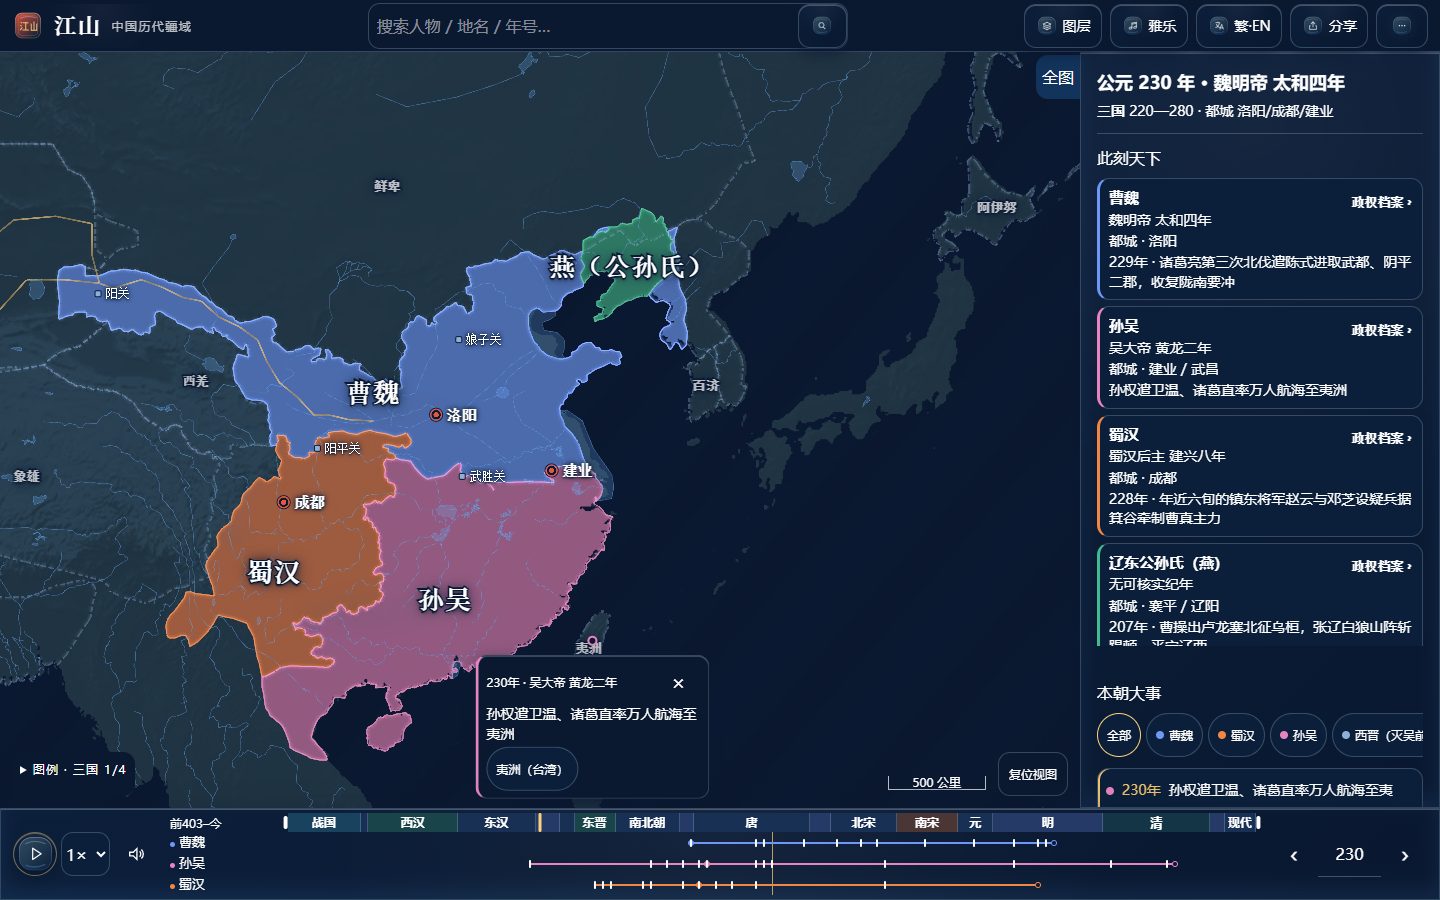 江山
江山
中国历代疆域
搜索人物 / 地名 / 年号...
图层
雅乐
繁·EN
分享
全图
鲜卑
阿伊努
燕（公孙氏）
阳关
娘子关
西羌
百济
曹魏
洛阳
阳平关
武胜关
建业
象雄
成都
蜀汉
孙吴
夷洲
230年 · 吴大帝 黄龙二年
孙权遣卫温、诸葛直率万人航海至
夷洲
夷洲（台湾）
图例 · 三国 1/4
500 公里
复位视图
公元 230 年 • 魏明帝 太和四年
三国 220—280 · 都城 洛阳/成都/建业
此刻天下
曹魏
政权档案 ›
魏明帝 太和四年
都城 · 洛阳
229年 · 诸葛亮第三次北伐遣陈式进取武都、阴平
二郡，收复陇南要冲
孙吴
政权档案 ›
吴大帝 黄龙二年
都城 · 建业 / 武昌
孙权遣卫温、诸葛直率万人航海至夷洲
蜀汉
政权档案 ›
蜀汉后主 建兴八年
都城 · 成都
228年 · 年近六旬的镇东将军赵云与邓芝设疑兵据
箕谷牵制曹真主力
辽东公孙氏（燕）
政权档案 ›
无可核实纪年
都城 · 襄平 / 辽阳
207年 · 曹操出卢龙塞北征乌桓，张辽白狼山阵斩
本朝大事
全部
曹魏
蜀汉
孙吴
西晋（灭吴前
230年 孙权遣卫温、诸葛直率万人航海至夷
1×
前403–今
战国
西汉
东汉
东晋
南北朝
唐
北宋
南宋
元
明
清
现代
曹魏
孙吴
蜀汉
‹
230
›